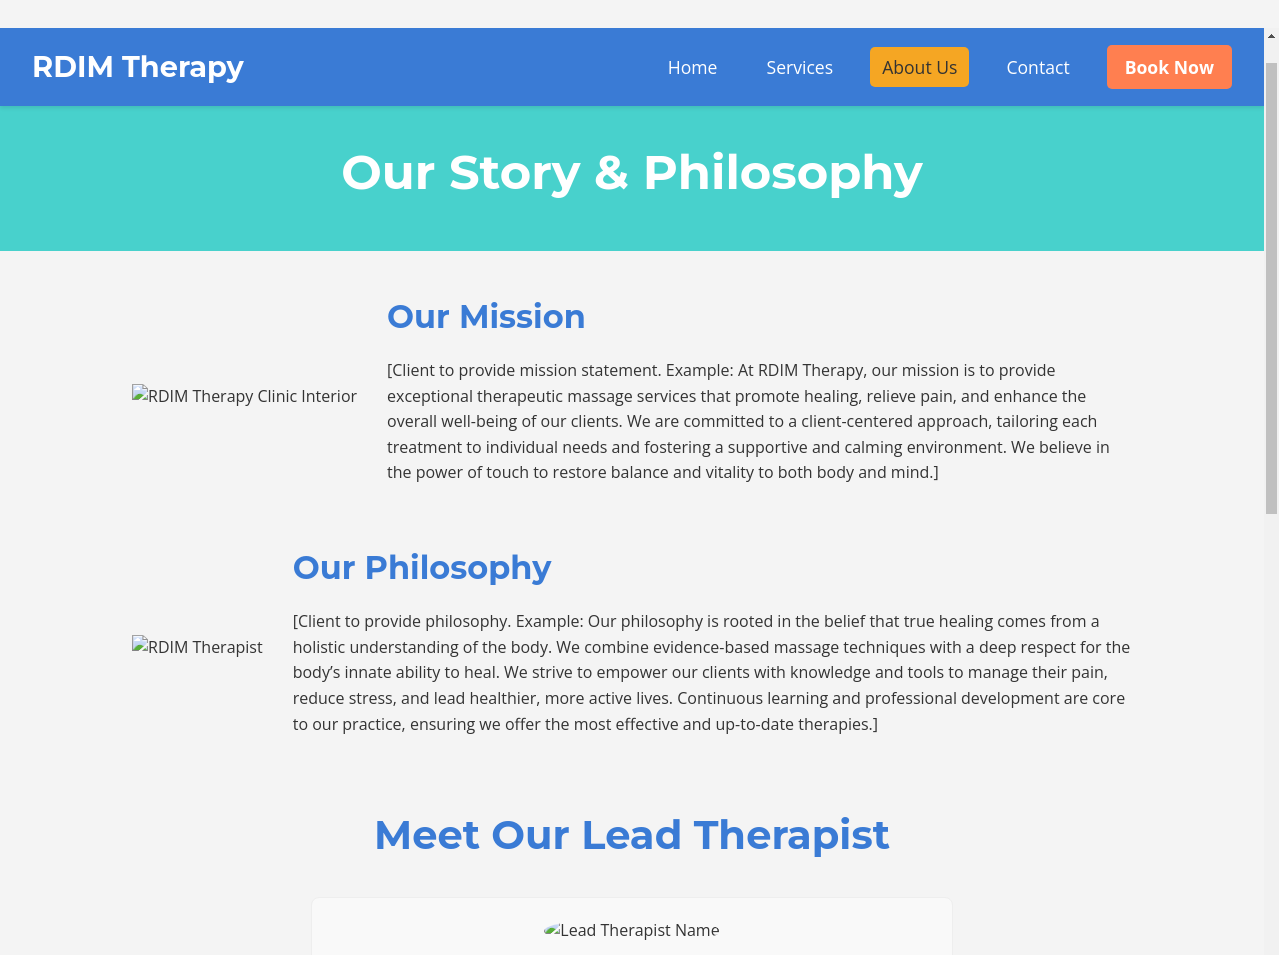 RDIM Therapy
Home
Services
About Us
Contact
Book Now
Our Story & Philosophy
Our Mission
[Client to provide mission statement. Example: At RDIM Therapy, our mission is to provide
exceptional therapeutic massage services that promote healing, relieve pain, and enhance the
overall well-being of our clients. We are committed to a client-centered approach, tailoring each
treatment to individual needs and fostering a supportive and calming environment. We believe in
the power of touch to restore balance and vitality to both body and mind.]
RDIM Therapy Clinic Interior
Our Philosophy
[Client to provide philosophy. Example: Our philosophy is rooted in the belief that true healing comes from a
holistic understanding of the body. We combine evidence-based massage techniques with a deep respect for the
body’s innate ability to heal. We strive to empower our clients with knowledge and tools to manage their pain,
reduce stress, and lead healthier, more active lives. Continuous learning and professional development are core
to our practice, ensuring we offer the most effective and up-to-date therapies.]
RDIM Therapist
Meet Our Lead Therapist
Lead Therapist Name